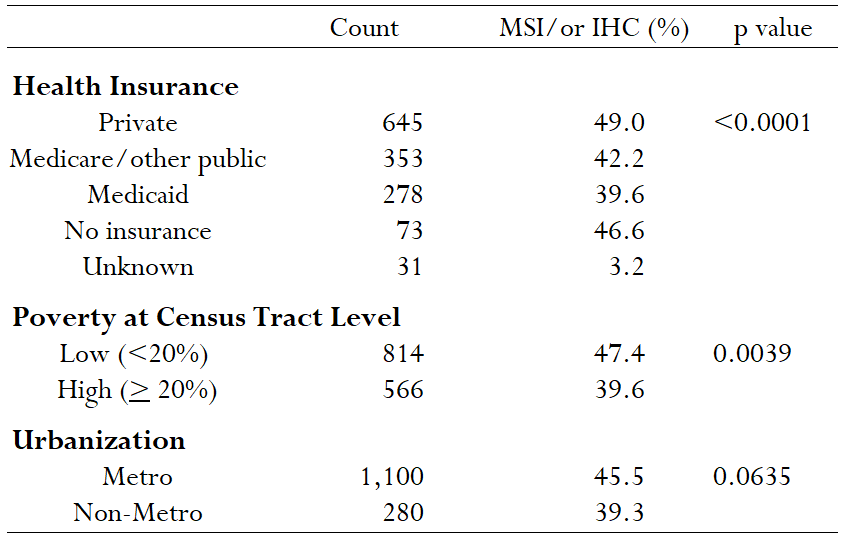 Count MSI/or IHC (%) p value
Health Insurance
Private 645 49.0 <0.0001
Medicare/other public 353 42.2
Medicaid 278 39.6
No insurance 73 46.6
Unknown 31 3.2
Poverty at Census Tract Level
Low (<20%) 814 47.4 0.0039
High (≥ 20%) 566 39.6
Urbanization
Metro 1,100 45.5 0.0635
Non-Metro 280 39.3